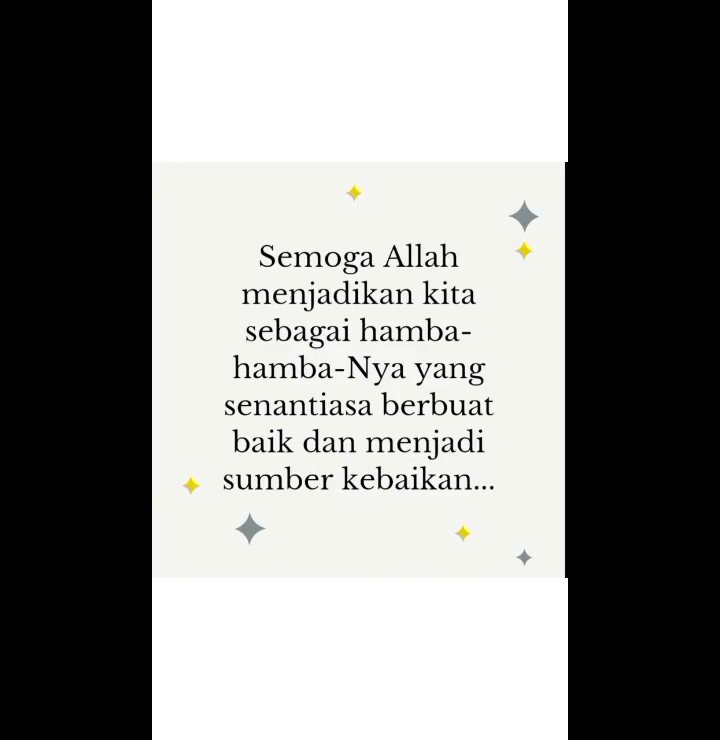 Semoga Allah
menjadikan kita
sebagai hamba-
hamba-Nya yang
senantiasa berbuat
baik dan menjadi
sumber kebaikan...